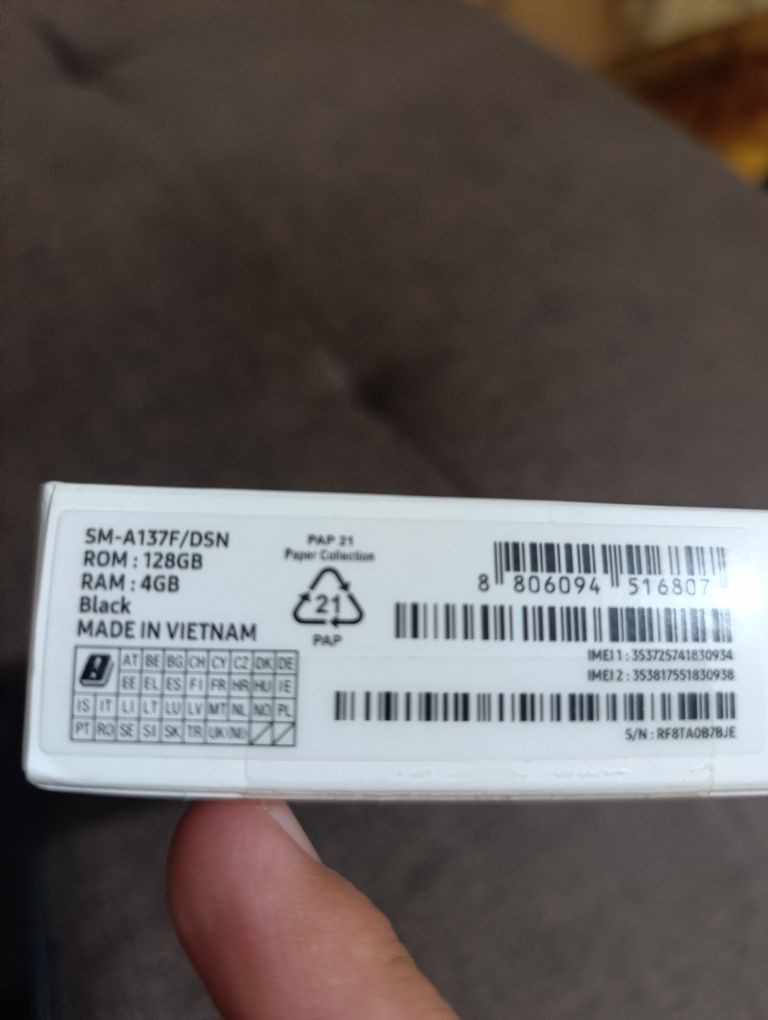 SM-A137F/DSN
ROM : 128GB
RAM : 4GB
Black
MADE IN VIETNAM
PAP 21
Paper Collection
21
PAP
8 806094 516807
IMEI 1 : 353725741830934
IMEI 2 : 353817551830938
S/N : RF8TA0B7BJE
AT BE BG CH CY CZ DK DE
EE EL ES FI FR HR HU IE
IS IT LI LT LU LV MT NL NO PL
PT RO SE SI SK TR UK(NI)